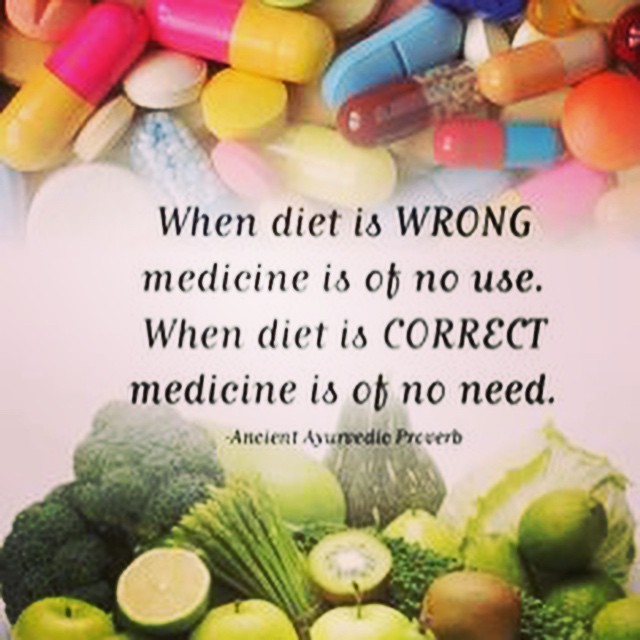 When diet is WRONG
medicine is of no use.
When diet is CORRECT
medicine is of no need.
-Ancient Ayurvedic Proverb